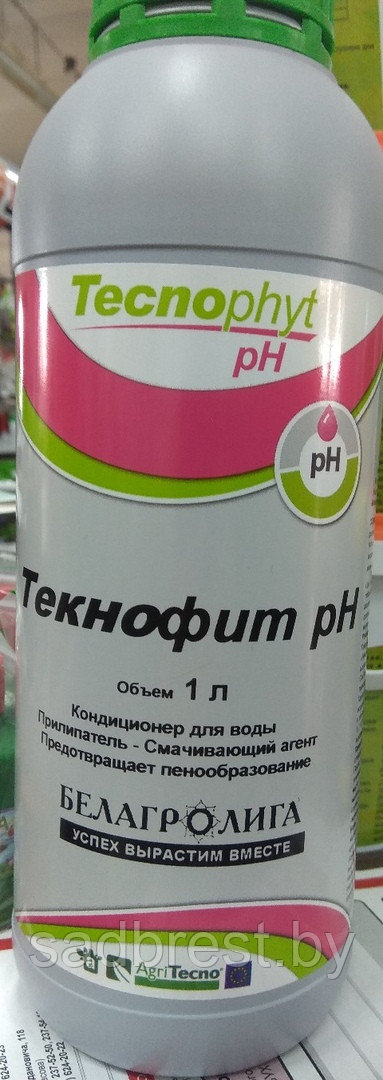 Tecnophyt
pH
pH
Текнофит pH
Объем 1 л
Кондиционер для воды
Прилипатель - Смачивающий агент
Предотвращает пенообразование
БЕЛАГРОЛИГА
УСПЕХ ВЫРАСТИМ ВМЕСТЕ
sadbrest.by
AgriTecno